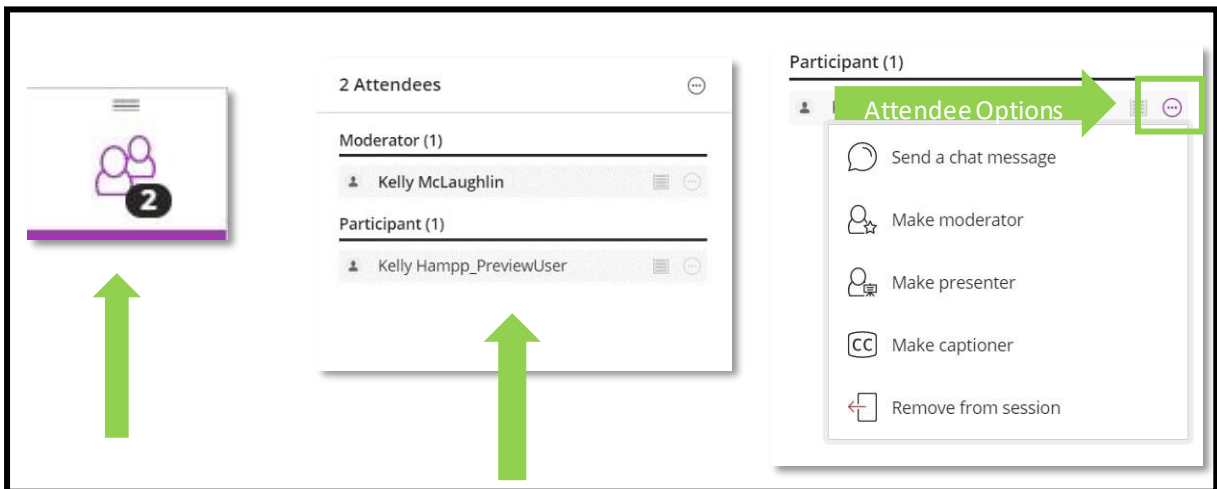 2
2 Attendees
Moderator (1)
Kelly McLaughlin
Participant (1)
Kelly Hampp_PreviewUser
Participant (1)
Attendee Options
Send a chat message
Make moderator
Make presenter
CC Make captioner
Remove from session